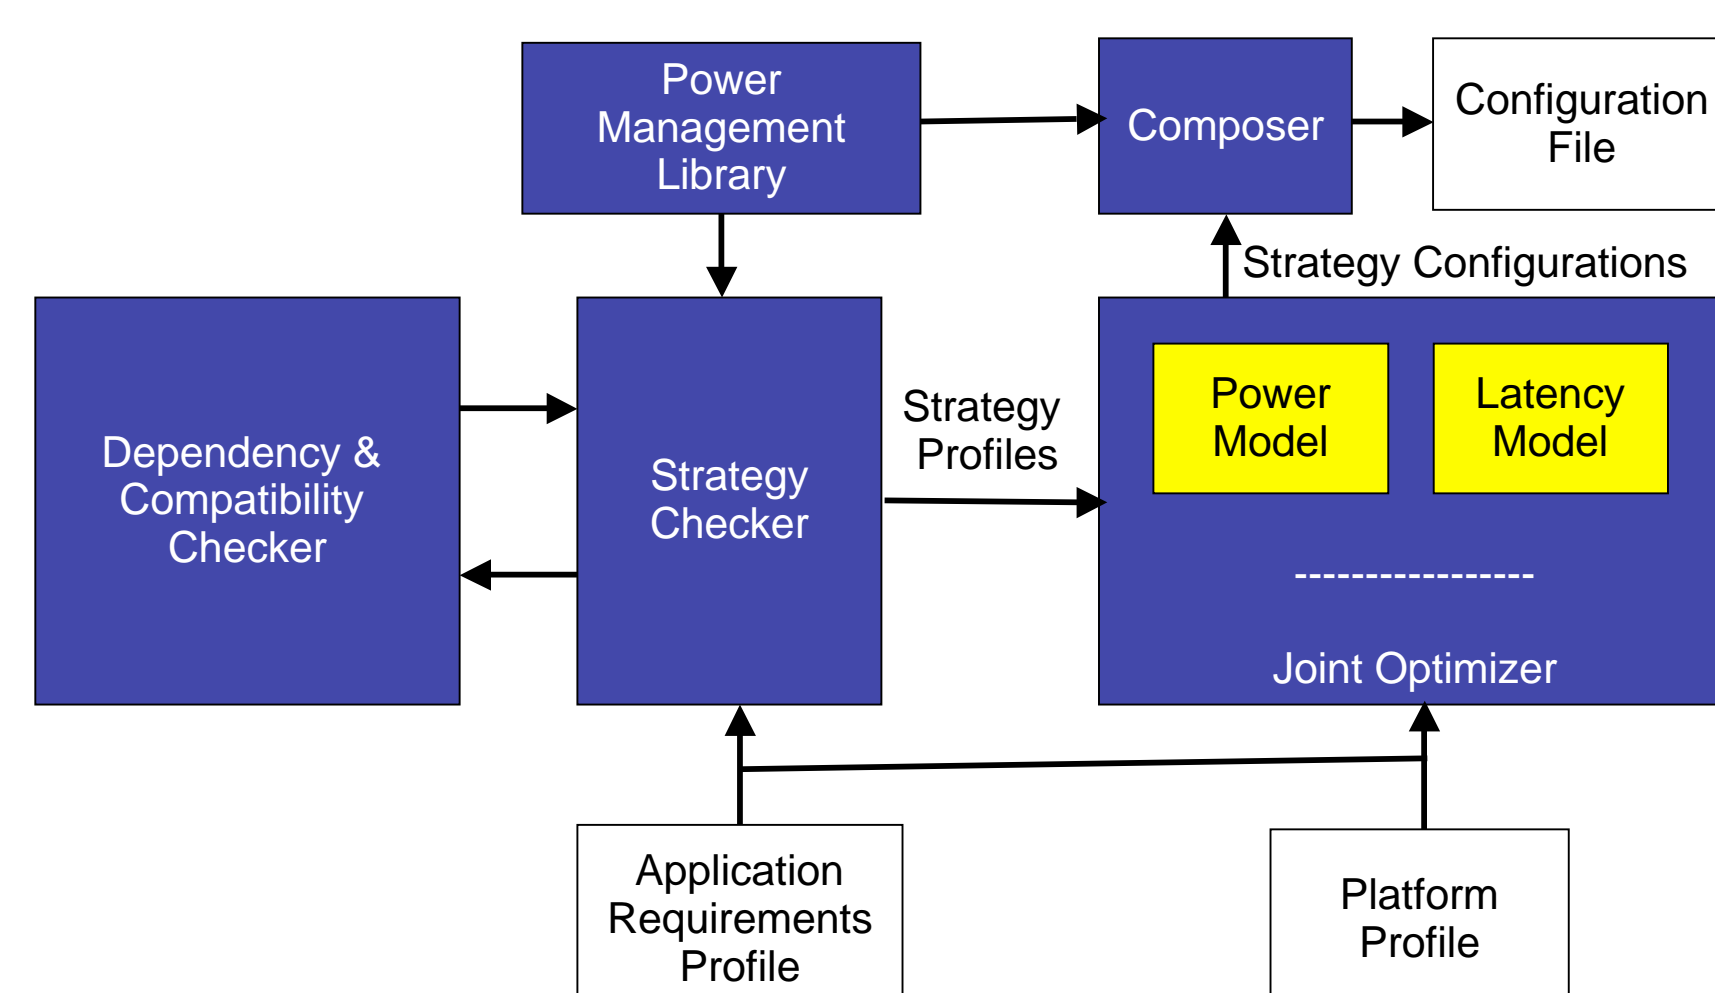 Power
Management
Library
Composer
Configuration
File
Strategy Configurations
Dependency &
Compatibility
Checker
Strategy
Checker
Strategy
Profiles
Power
Model
Latency
Model
-----------------
Joint Optimizer
Application
Requirements
Profile
Platform
Profile